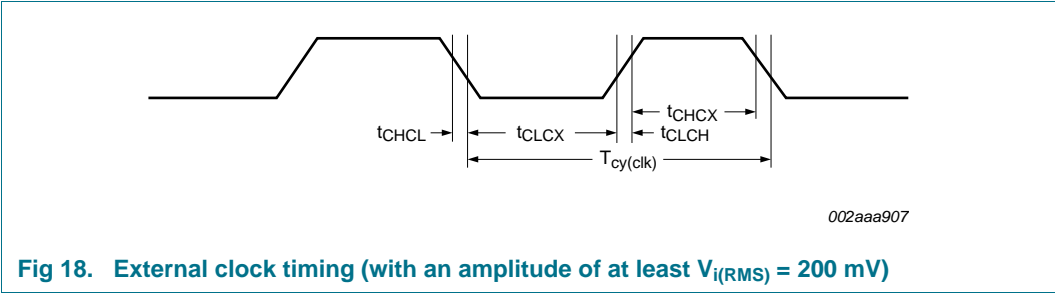 tCHCX
tCHCL tCLCX tCLCH
Tcy(clk)
002aaa907
Fig 18. External clock timing (with an amplitude of at least Vi(RMS) = 200 mV)